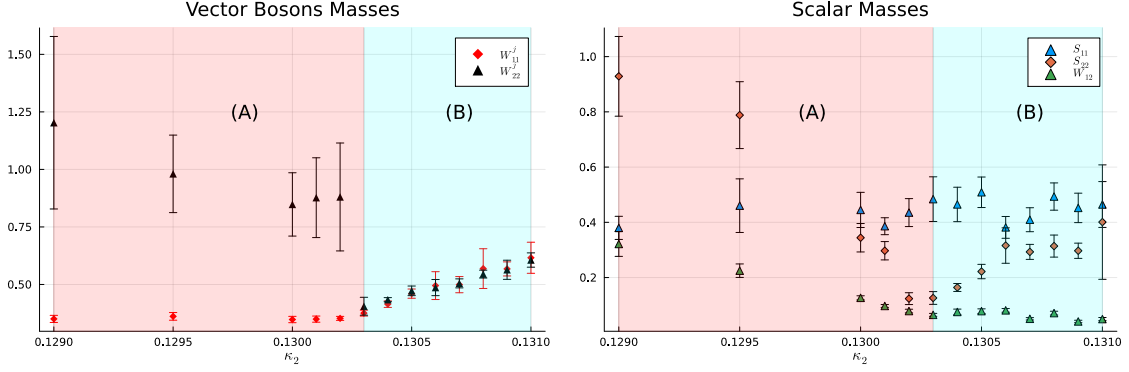 Vector Bosons Masses
W^j_11
W^j_22
(A)
(B)
1.50
1.25
1.00
0.75
0.50
0.1290
0.1295
0.1300
0.1305
0.1310
κ_2
Scalar Masses
S_11
S_22
W_12
(A)
(B)
1.0
0.8
0.6
0.4
0.2
0.1290
0.1295
0.1300
0.1305
0.1310
κ_2